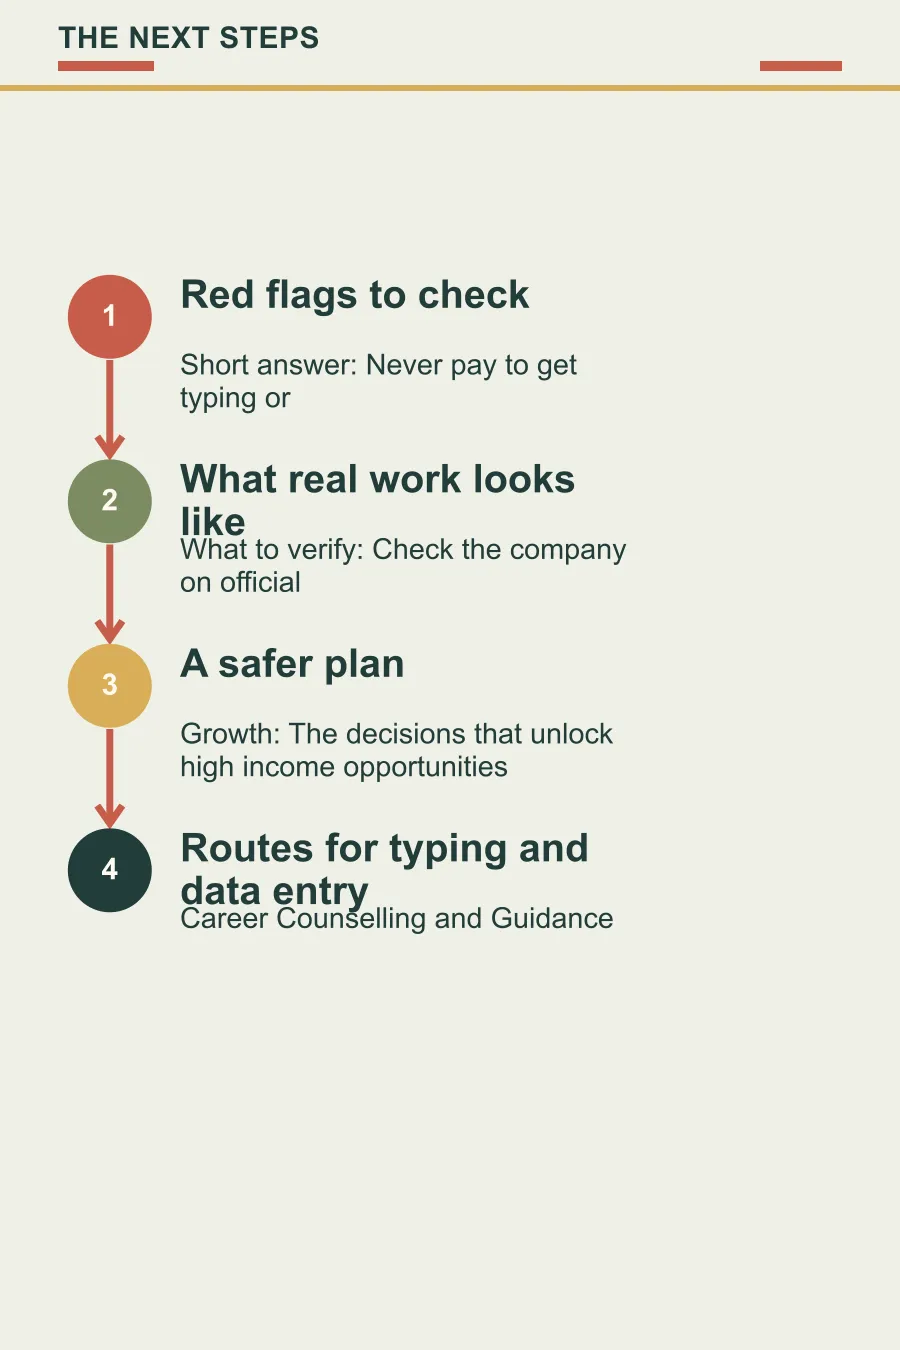 THE NEXT STEPS
1
Red flags to check
Short answer: Never pay to get
typing or
2
What real work looks
like
What to verify: Check the company
on official
3
A safer plan
Growth: The decisions that unlock
high income opportunities
4
Routes for typing and
data entry
Career Counselling and Guidance